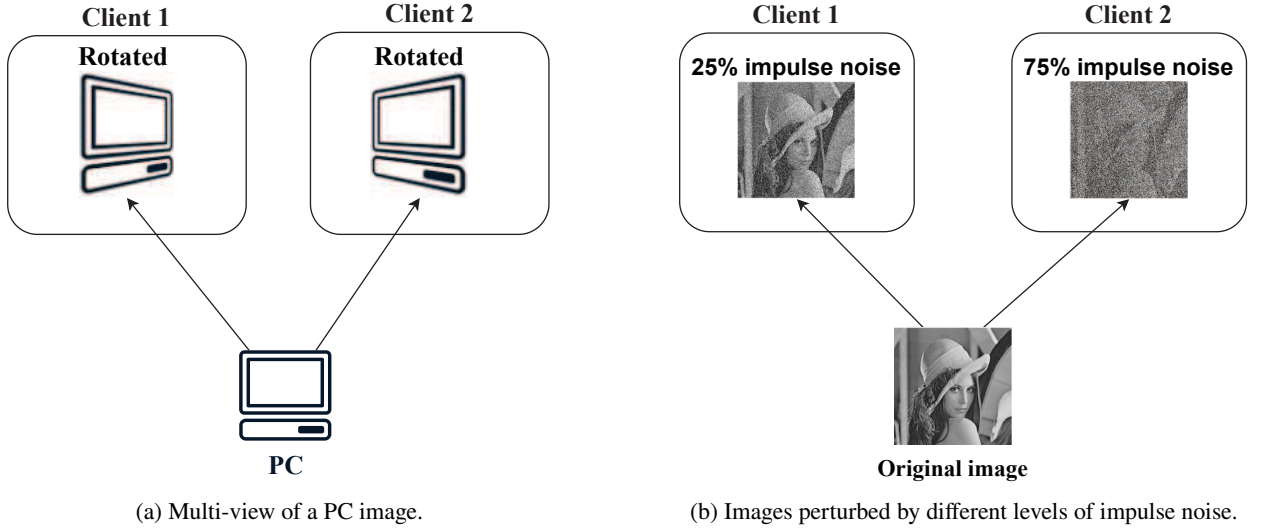 Client 1
Client 2
Rotated
Rotated
PC
(a) Multi-view of a PC image.
Client 1
Client 2
25% impulse noise
75% impulse noise
Original image
(b) Images perturbed by different levels of impulse noise.